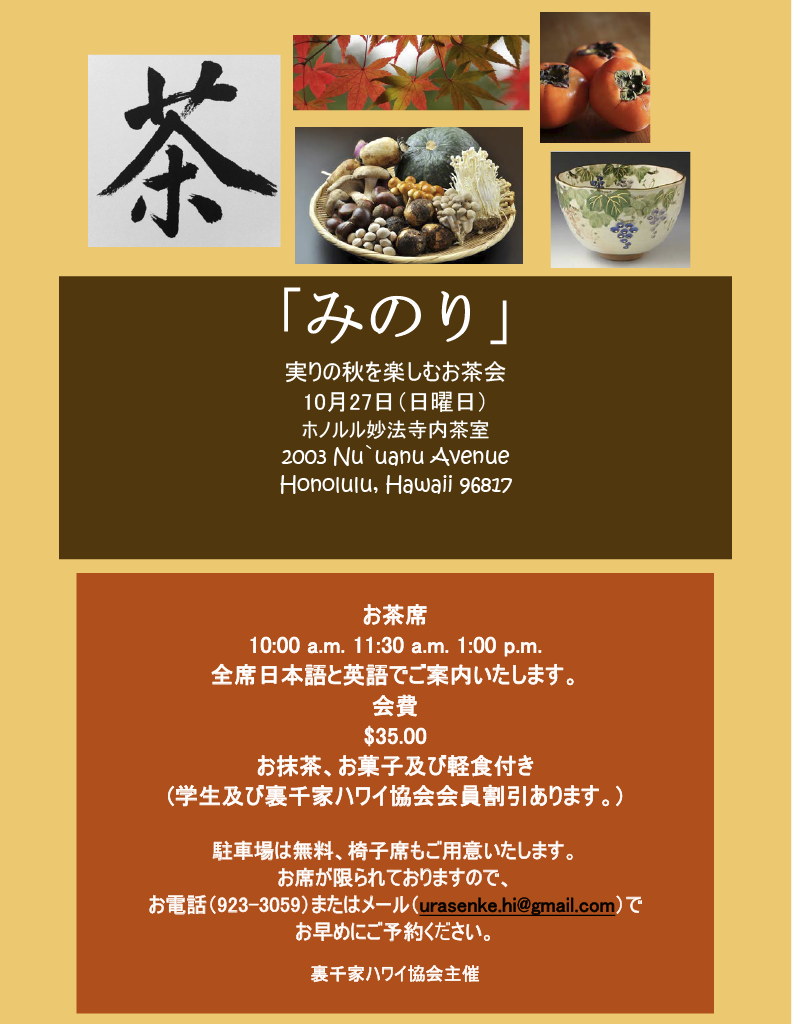 茶
「みのり」
実りの秋を楽しむお茶会
10月27日（日曜日）
ホノルル妙法寺内茶室
2003 Nu`uanu Avenue
Honolulu, Hawaii 96817
お茶席
10:00 a.m. 11:30 a.m. 1:00 p.m.
全席日本語と英語でご案内いたします。
会費
$35.00
お抹茶、お菓子及び軽食付き
（学生及び裏千家ハワイ協会会員割引あります。）
駐車場は無料、椅子席もご用意いたします。
お席が限られておりますので、
お電話（923-3059）またはメール（urasenke.hi@gmail.com）で
お早めにご予約ください。
裏千家ハワイ協会主催